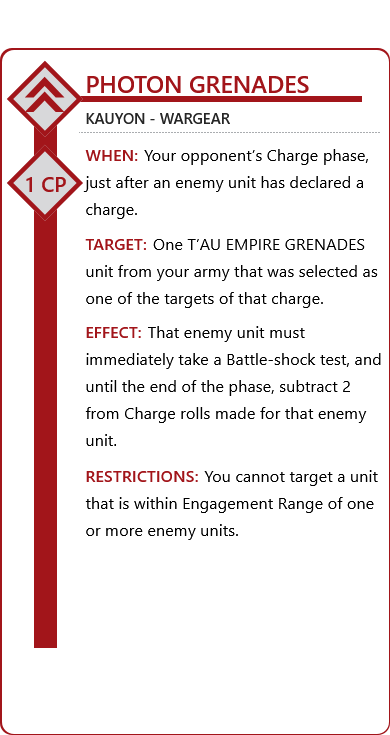 PHOTON GRENADES
KAUYON - WARGEAR
1 CP
WHEN: Your opponent’s Charge phase,
just after an enemy unit has declared a
charge.
TARGET: One T’AU EMPIRE GRENADES
unit from your army that was selected as
one of the targets of that charge.
EFFECT: That enemy unit must
immediately take a Battle-shock test, and
until the end of the phase, subtract 2
from Charge rolls made for that enemy
unit.
RESTRICTIONS: You cannot target a unit
that is within Engagement Range of one
or more enemy units.